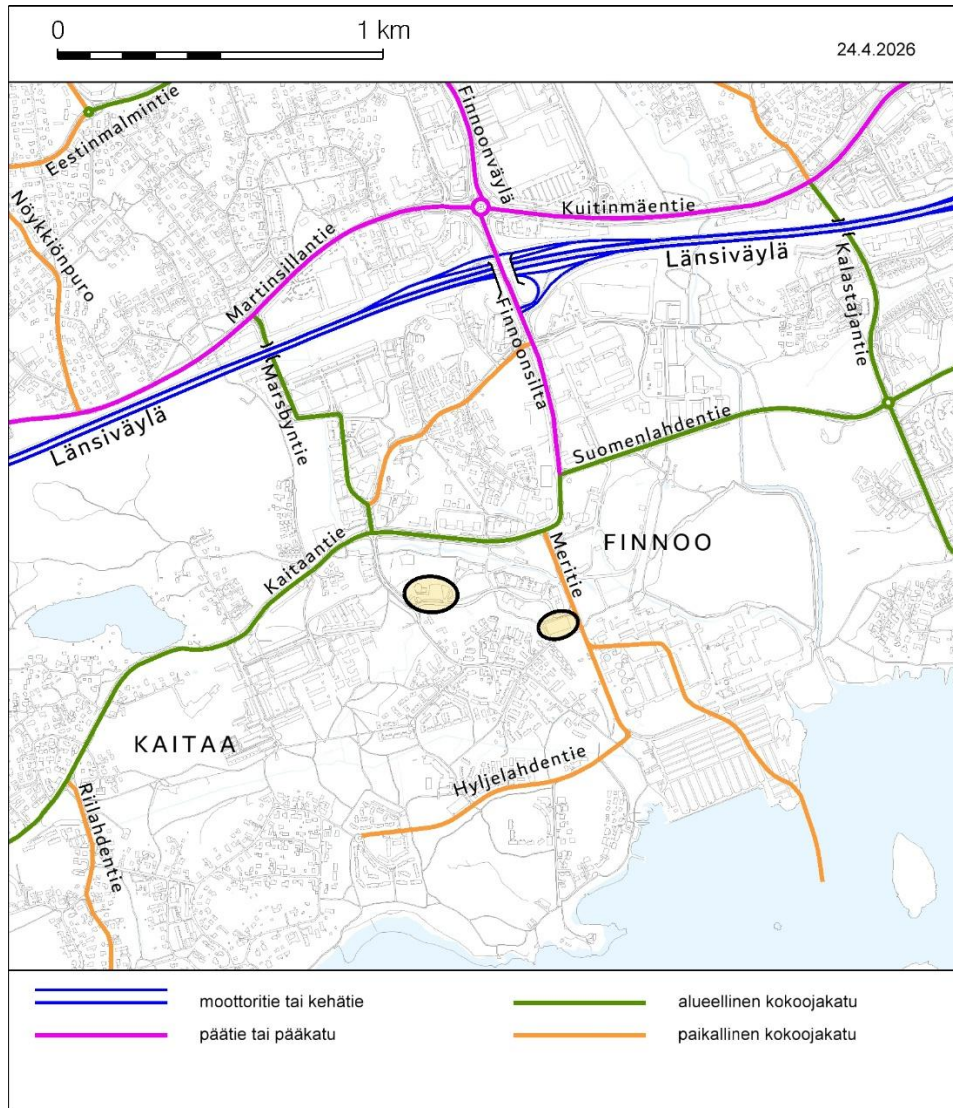 0 1 km
24.4.2026
Eestinmalmintie
Finnoonväylä
Nöykkiönpuro
Kuitinmäentie
Martinsillantie
Länsiväylä
Kalastajantie
Finnoonsilta
Marsbyntie
Länsiväylä
Suomenlahdentie
Kaitaantie
Meritie
FINNOO
KAITAA
Hyljelahdentie
Riilahdentie
moottoritie tai kehätie
alueellinen kokoojakatu
päätie tai pääkatu
paikallinen kokoojakatu